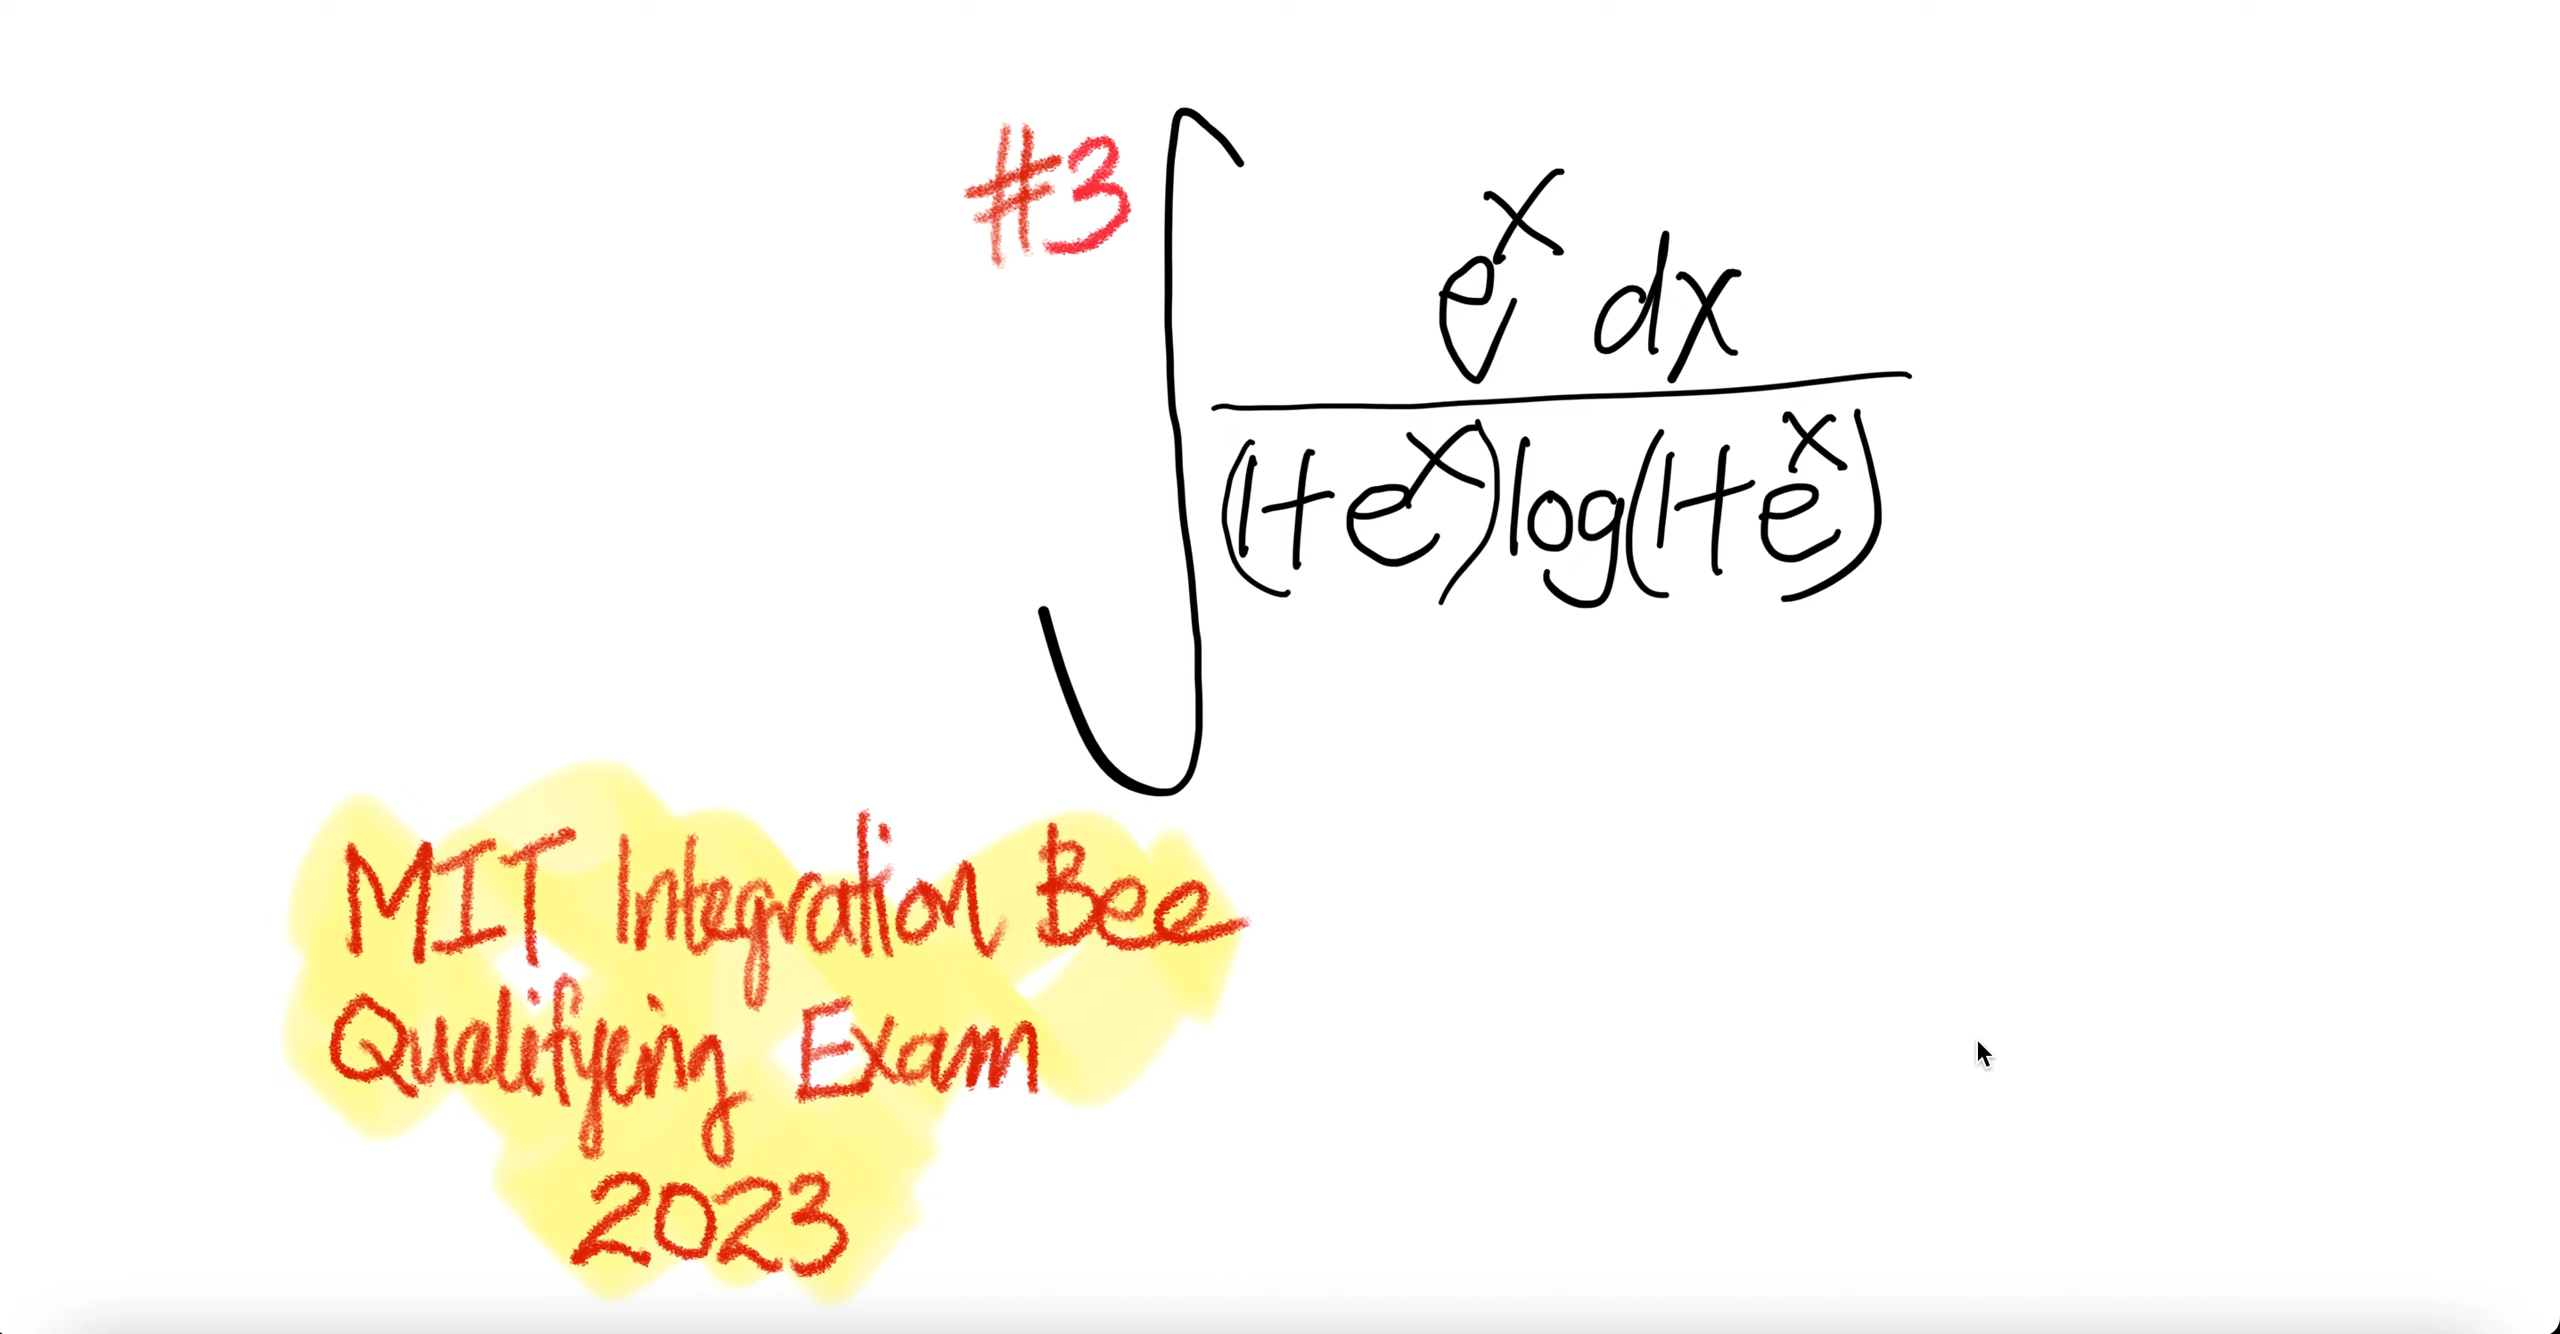 #3
∫ e^x dx / (1+e^x)log(1+e^x)
MIT Integration Bee
Qualifying Exam
2023